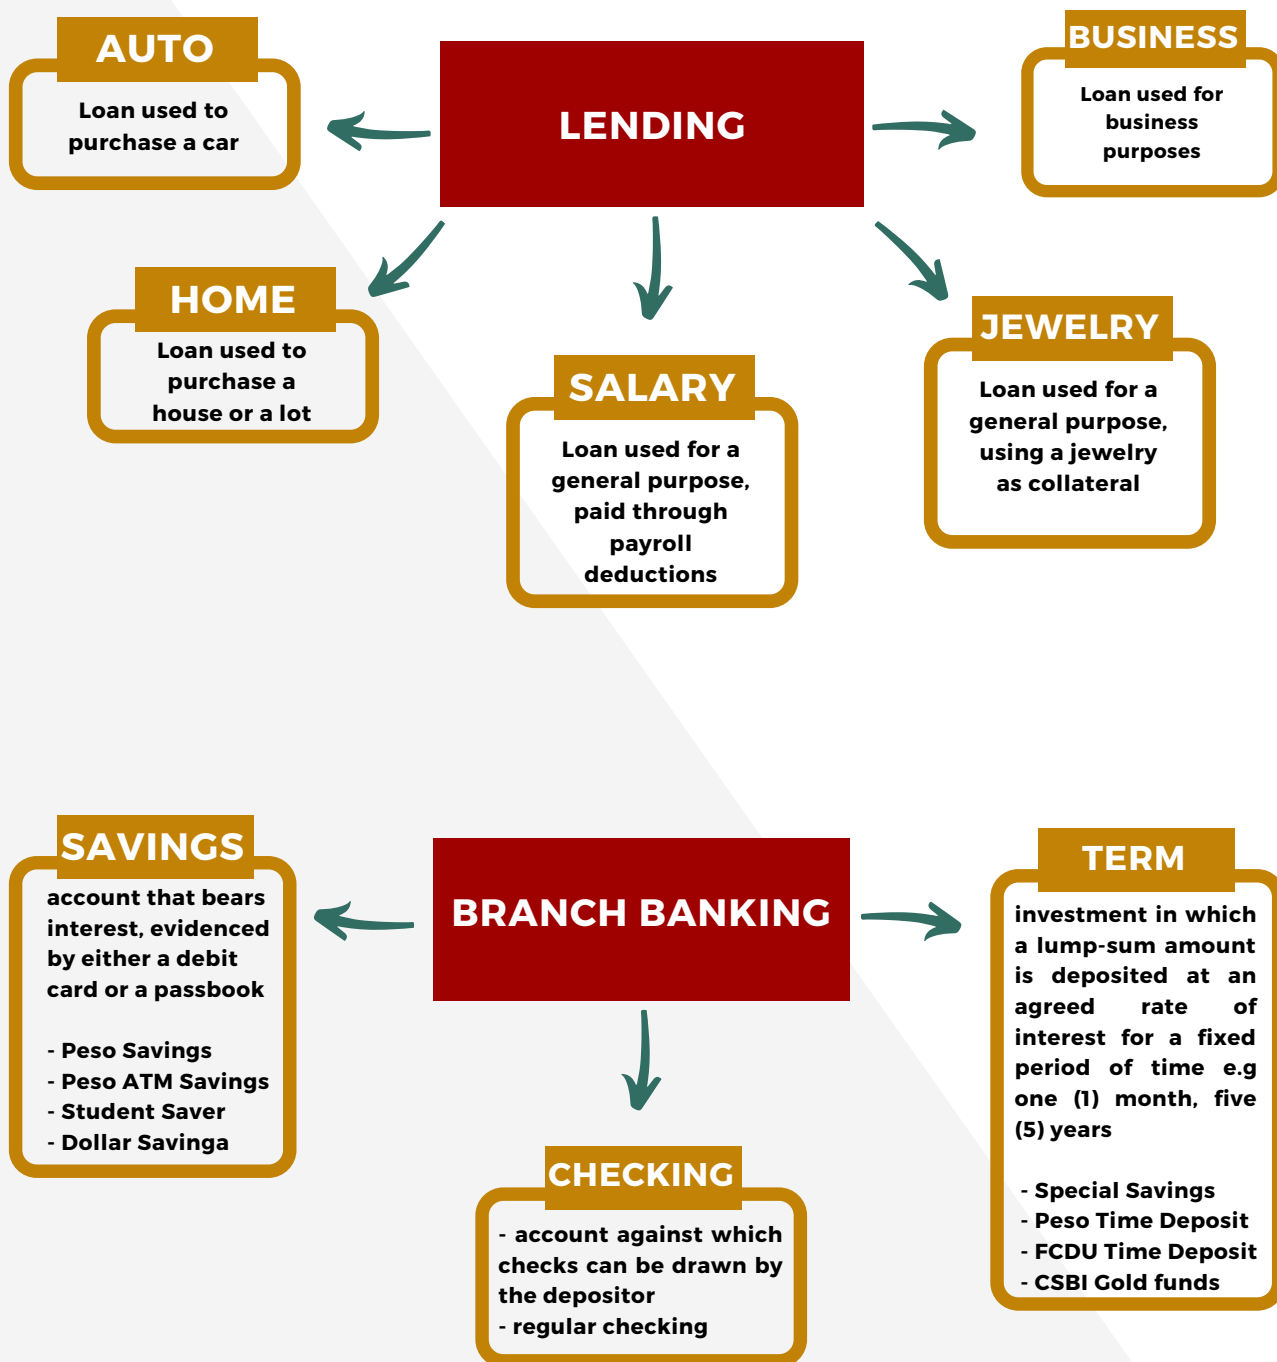 AUTO
Loan used to
purchase a car
LENDING
BUSINESS
Loan used for
business
purposes
HOME
Loan used to
purchase a
house or a lot
SALARY
Loan used for a
general purpose,
paid through
payroll
deductions
JEWELRY
Loan used for a
general purpose,
using a jewelry
as collateral
SAVINGS
account that bears
interest, evidenced
by either a debit
card or a passbook
- Peso Savings
- Peso ATM Savings
- Student Saver
- Dollar Savinga
BRANCH BANKING
CHECKING
- account against which
checks can be drawn by
the depositor
- regular checking
TERM
investment in which
a lump-sum amount
is deposited at an
agreed rate of
interest for a fixed
period of time e.g
one (1) month, five
(5) years
- Special Savings
- Peso Time Deposit
- FCDU Time Deposit
- CSBI Gold funds